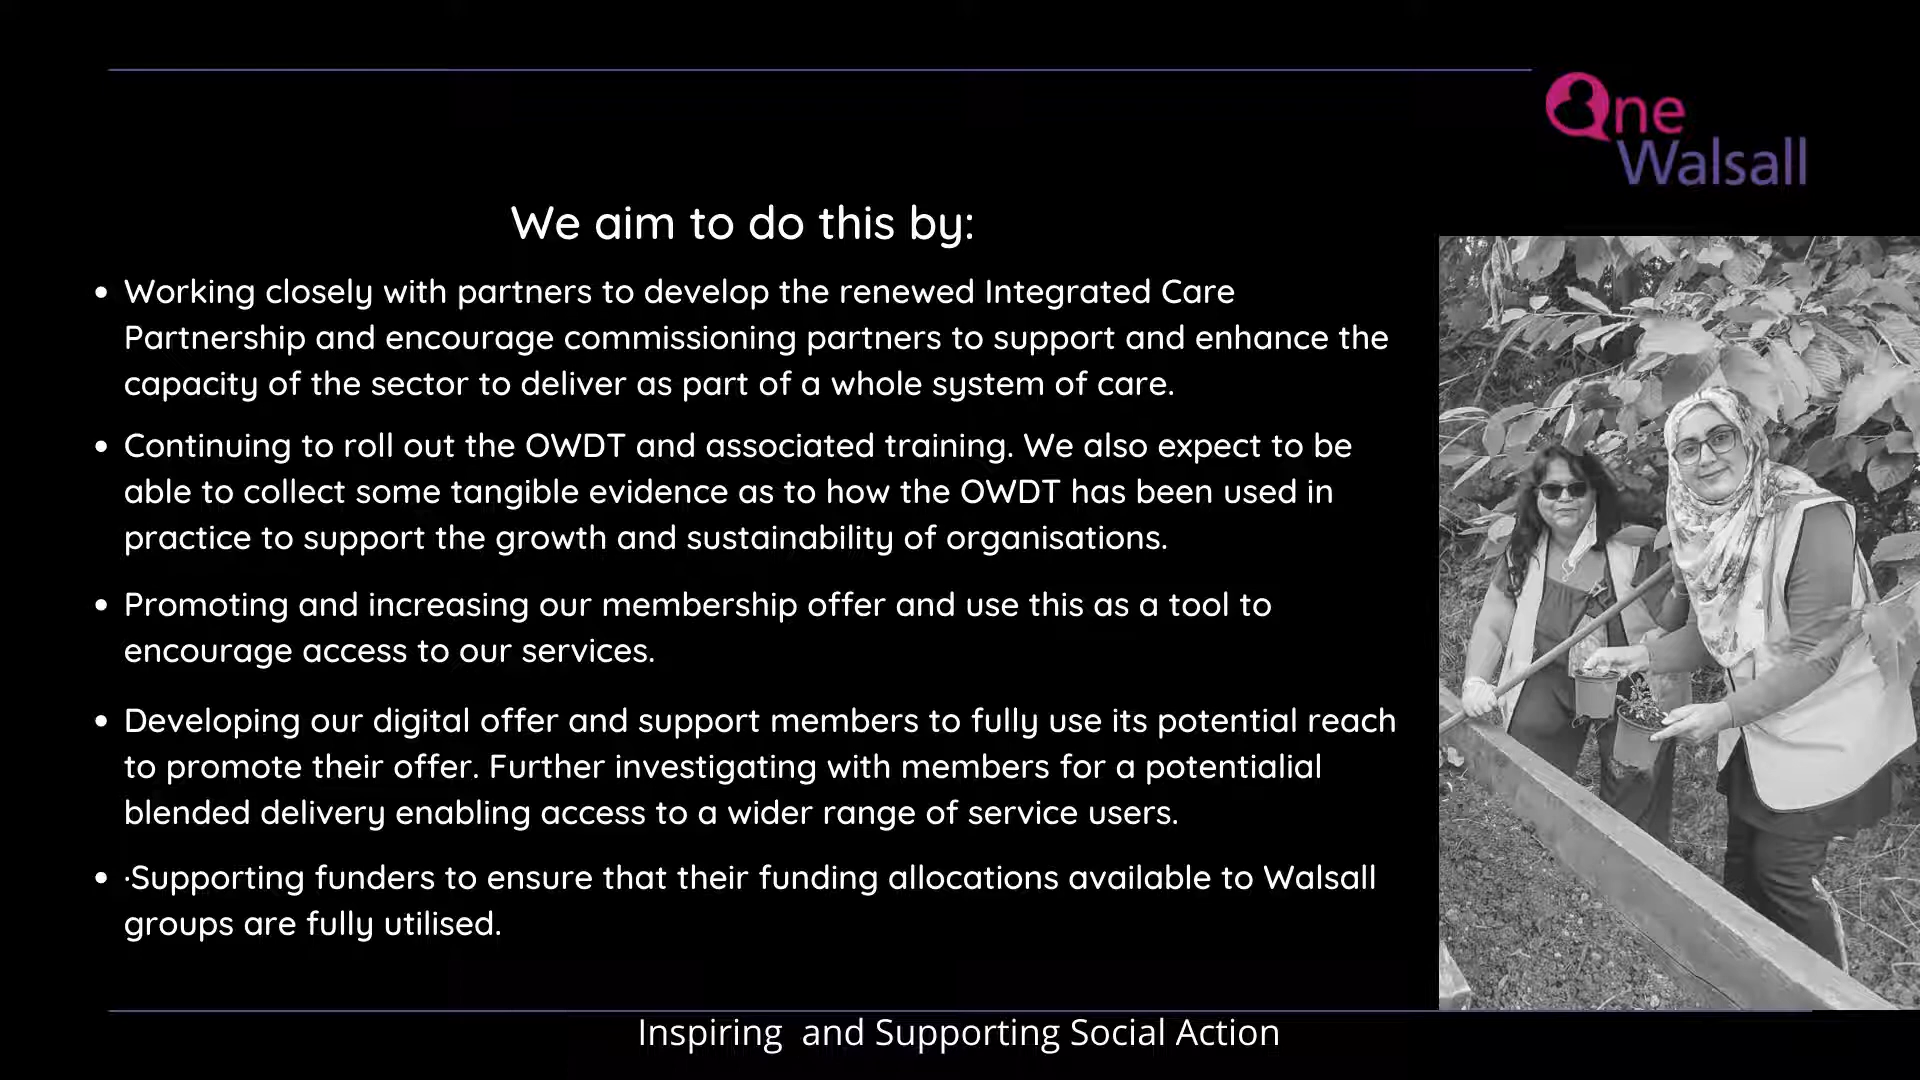 One
Walsall
We aim to do this by:
• Working closely with partners to develop the renewed Integrated Care
Partnership and encourage commissioning partners to support and enhance the
capacity of the sector to deliver as part of a whole system of care.
• Continuing to roll out the OWDT and associated training. We also expect to be
able to collect some tangible evidence as to how the OWDT has been used in
practice to support the growth and sustainability of organisations.
• Promoting and increasing our membership offer and use this as a tool to
encourage access to our services.
• Developing our digital offer and support members to fully use its potential reach
to promote their offer. Further investigating with members for a potentialial
blended delivery enabling access to a wider range of service users.
• ·Supporting funders to ensure that their funding allocations available to Walsall
groups are fully utilised.
Inspiring  and Supporting Social Action